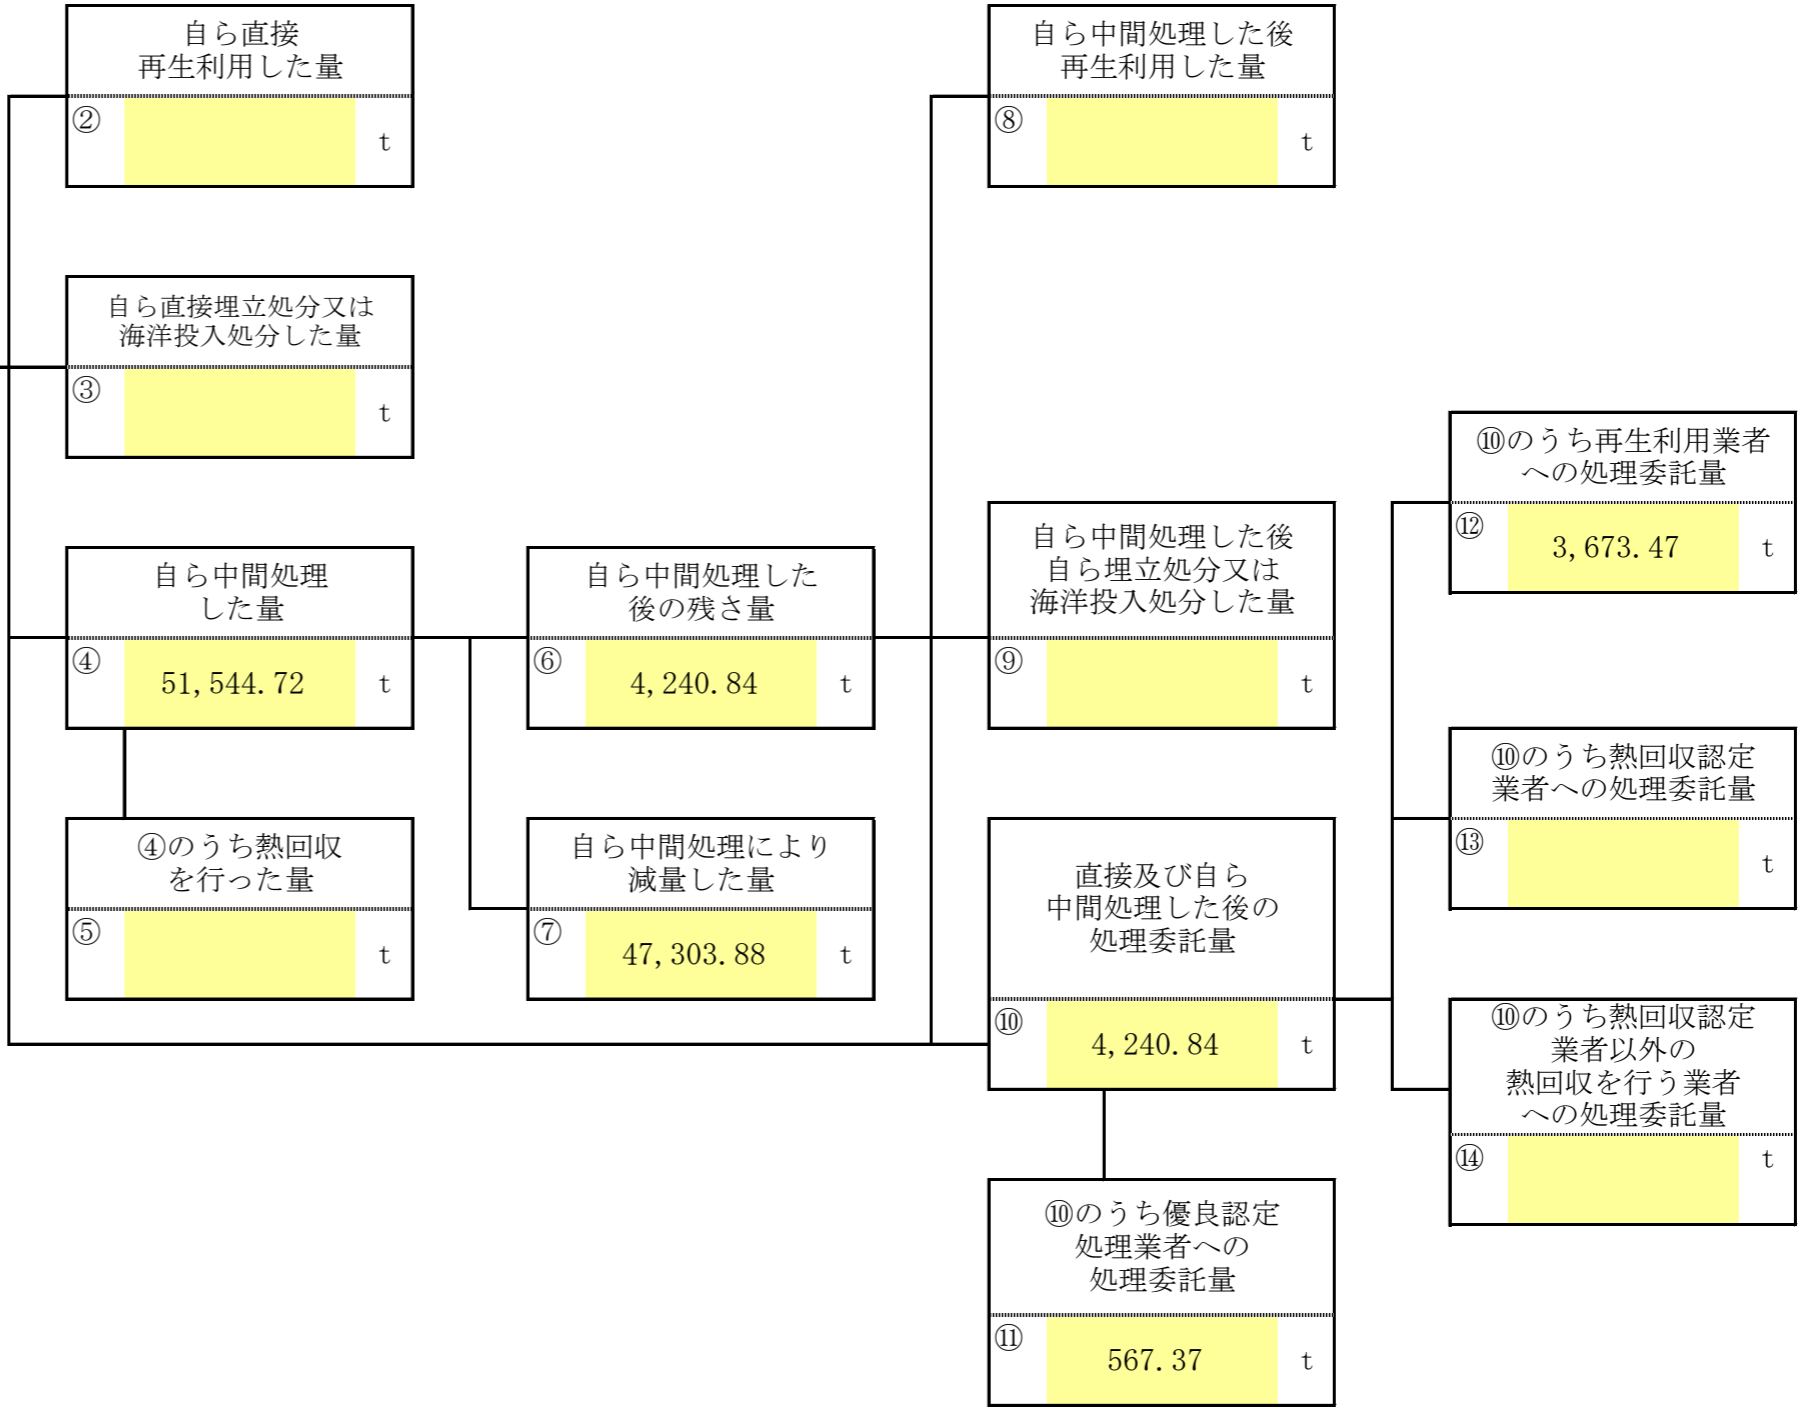 自ら直接
再生利用した量
②
t
自ら中間処理した後
再生利用した量
⑧
t
自ら直接埋立処分又は
海洋投入処分した量
③
t
⑩のうち再生利用業者
への処理委託量
⑫
3,673.47
t
自ら中間処理
した量
④
51,544.72
t
自ら中間処理した
後の残さ量
⑥
4,240.84
t
自ら中間処理した後
自ら埋立処分又は
海洋投入処分した量
⑨
t
⑩のうち熱回収認定
業者への処理委託量
⑬
t
④のうち熱回収
を行った量
⑤
t
自ら中間処理により
減量した量
⑦
47,303.88
t
直接及び自ら
中間処理した後の
処理委託量
⑩
4,240.84
t
⑩のうち熱回収認定
業者以外の
熱回収を行う業者
への処理委託量
⑭
t
⑩のうち優良認定
処理業者への
処理委託量
⑪
567.37
t